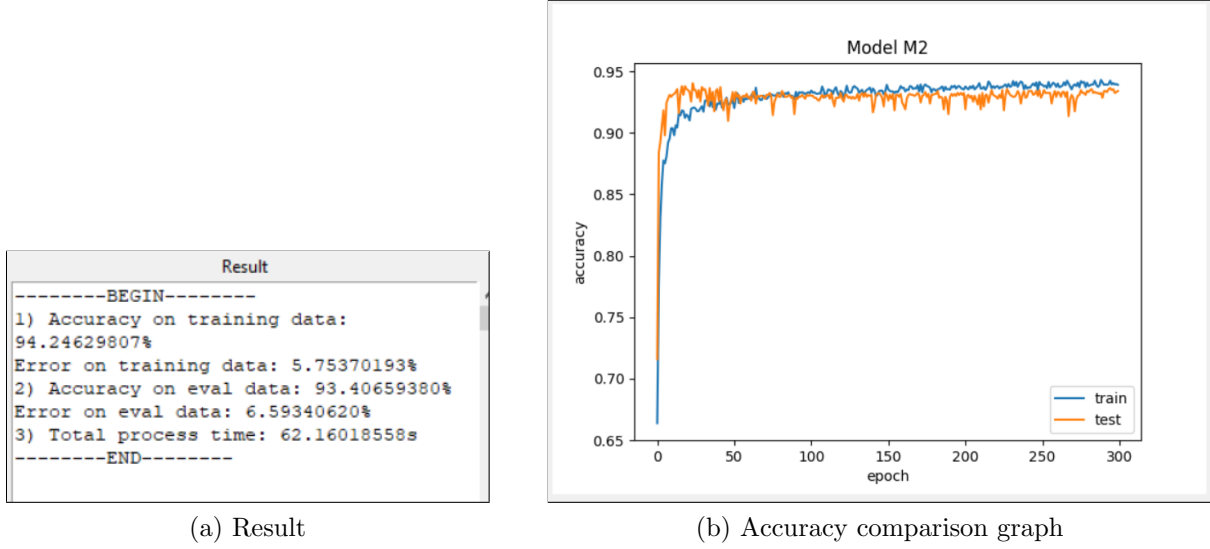 Result
--------BEGIN--------
1) Accuracy on training data:
94.24629807%
Error on training data: 5.75370193%
2) Accuracy on eval data: 93.40659380%
Error on eval data: 6.59340620%
3) Total process time: 62.16018558s
--------END--------
(a) Result
Model M2
0.95
0.90
0.85
0.80
0.75
0.70
0.65
accuracy
0 50 100 150 200 250 300
epoch
train
test
(b) Accuracy comparison graph